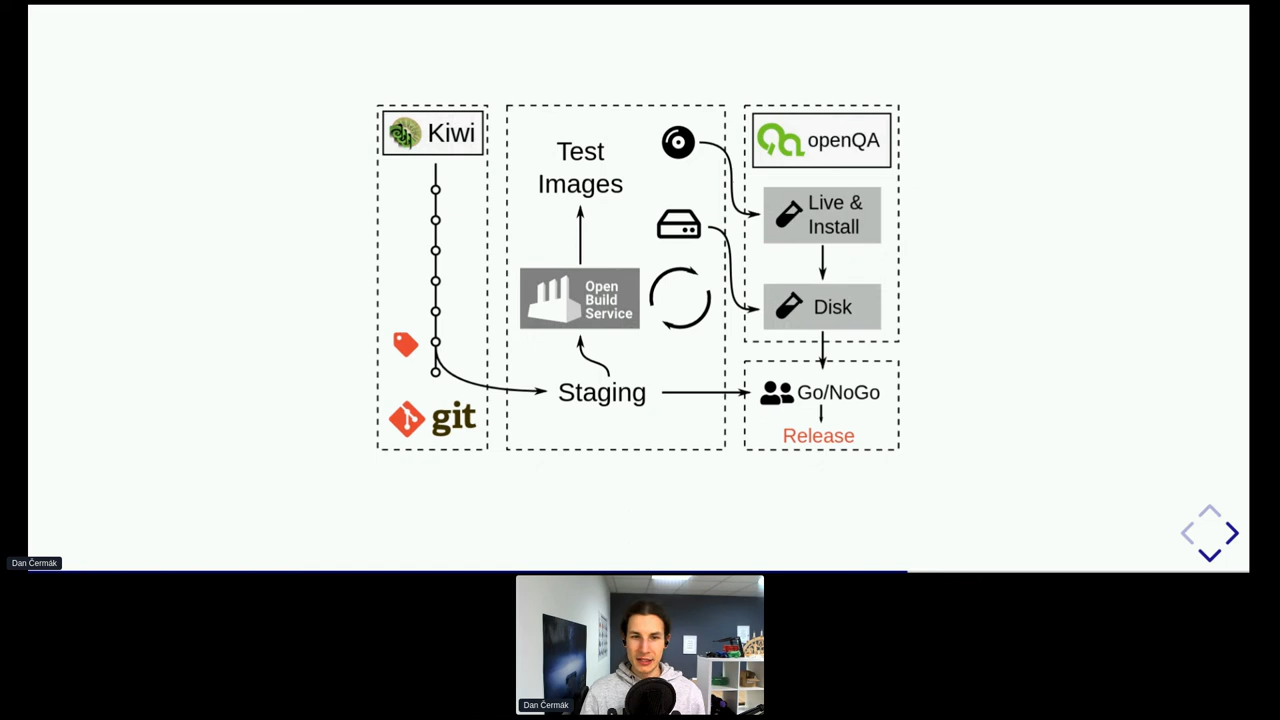 Kiwi
git
Test
Images
Open
Build
Service
Staging
openQA
Live &
Install
Disk
Go/NoGo
Release
Dan Čermák
Dan Čermák